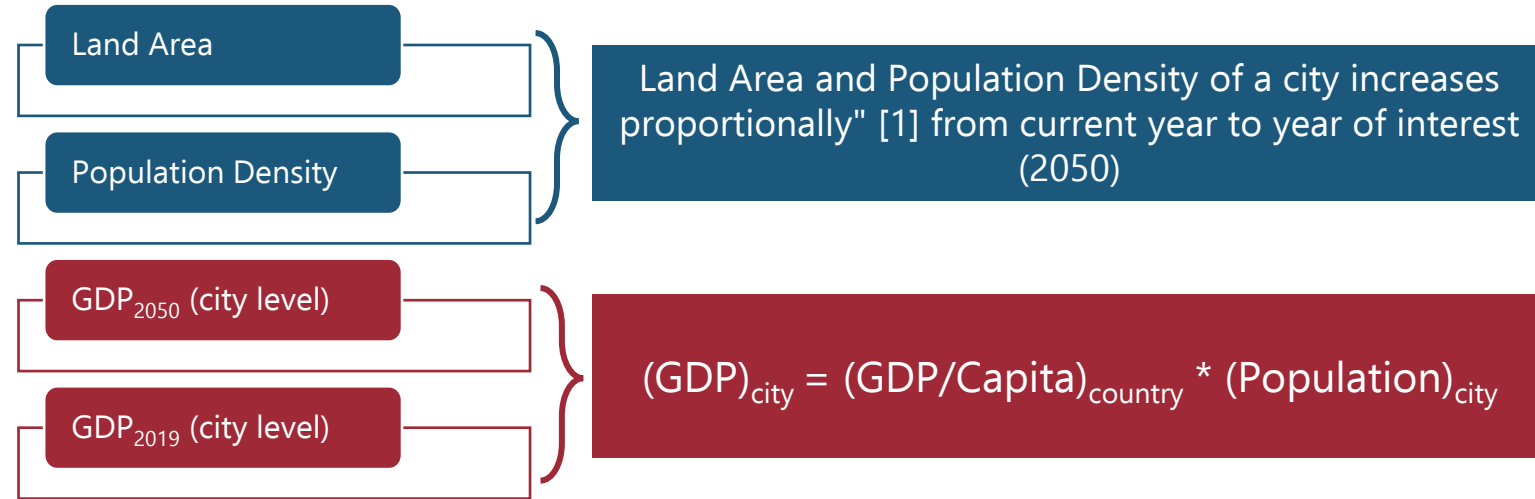 Land Area
Population Density
Land Area and Population Density of a city increases
proportionally" [1] from current year to year of interest
(2050)
GDP₂₀₅₀ (city level)
GDP₂₀₁₉ (city level)
(GDP)city = (GDP/Capita)country * (Population)city